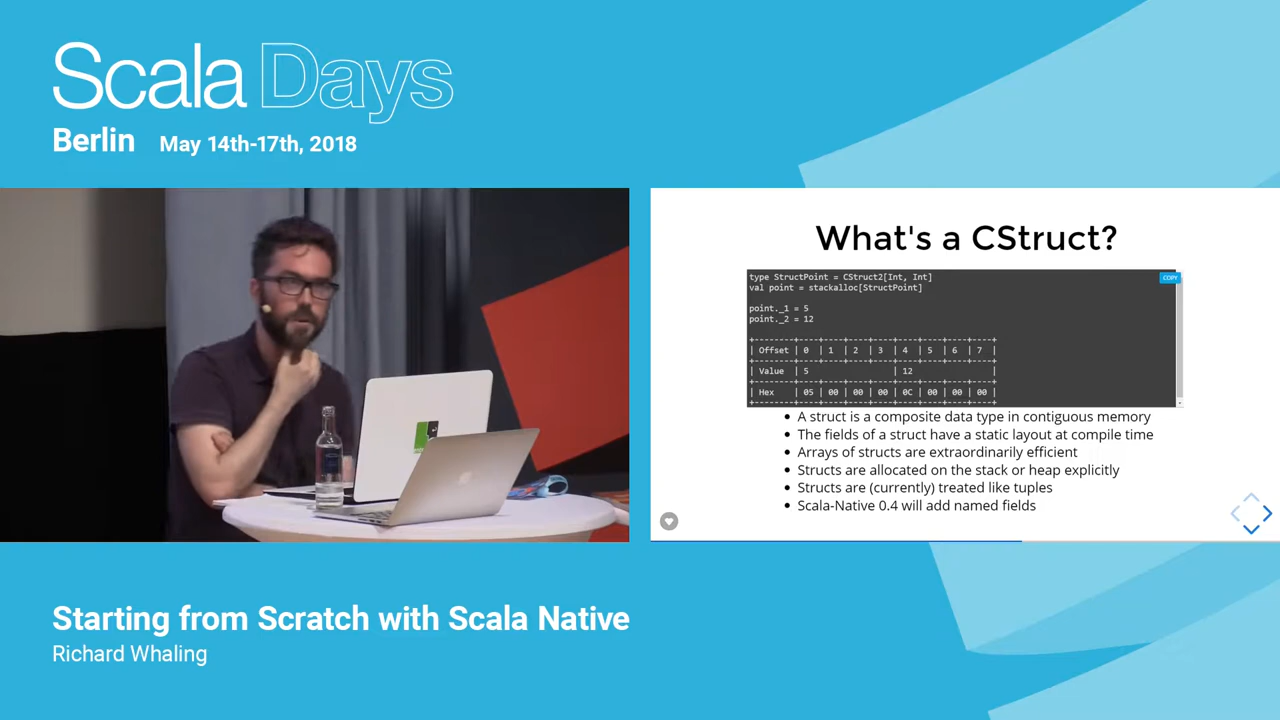 Scala Days
Berlin May 14th-17th, 2018
What's a CStruct?
type StructPoint = CStruct2[Int, Int]
val point = stackalloc[StructPoint]
COPY
point._1 = 5
point._2 = 12
+--------+----+----+----+----+----+----+----+----+
| Offset | 0 | 1 | 2 | 3 | 4 | 5 | 6 | 7 |
+--------+----+----+----+----+----+----+----+----+
| Value | 5 | 12 |
+--------+----+----+----+----+----+----+----+----+
| Hex | 05 | 00 | 00 | 00 | 0C | 00 | 00 | 00 |
+--------+----+----+----+----+----+----+----+----+
• A struct is a composite data type in contiguous memory
• The fields of a struct have a static layout at compile time
• Arrays of structs are extraordinarily efficient
• Structs are allocated on the stack or heap explicitly
• Structs are (currently) treated like tuples
• Scala-Native 0.4 will add named fields
Starting from Scratch with Scala Native
Richard Whaling